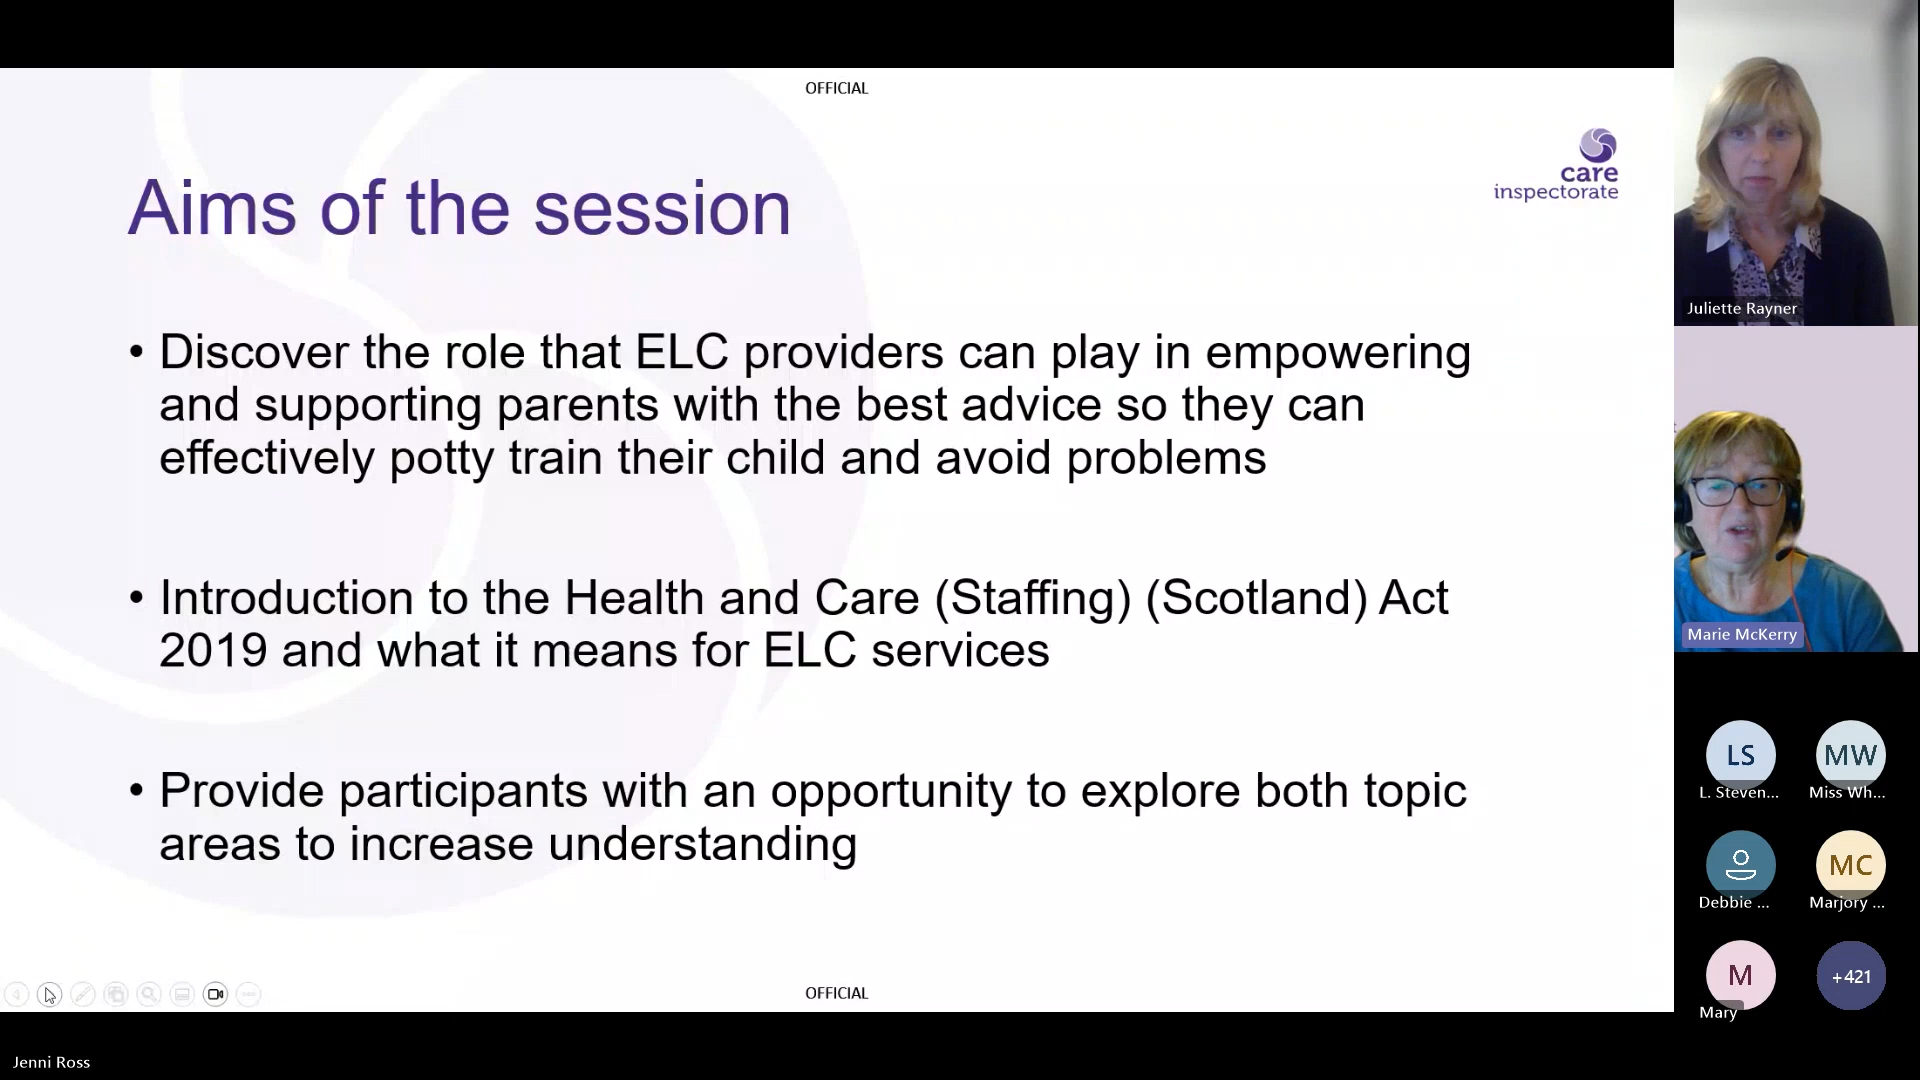 OFFICIAL
care
inspectorate
Aims of the session
• Discover the role that ELC providers can play in empowering
and supporting parents with the best advice so they can
effectively potty train their child and avoid problems
• Introduction to the Health and Care (Staffing) (Scotland) Act
2019 and what it means for ELC services
• Provide participants with an opportunity to explore both topic
areas to increase understanding
OFFICIAL
Jenni Ross
Juliette Rayner
Marie McKerry
LS
L. Steven...
MW
Miss Wh...
Debbie ...
MC
Marjory ...
M
Mary
+421